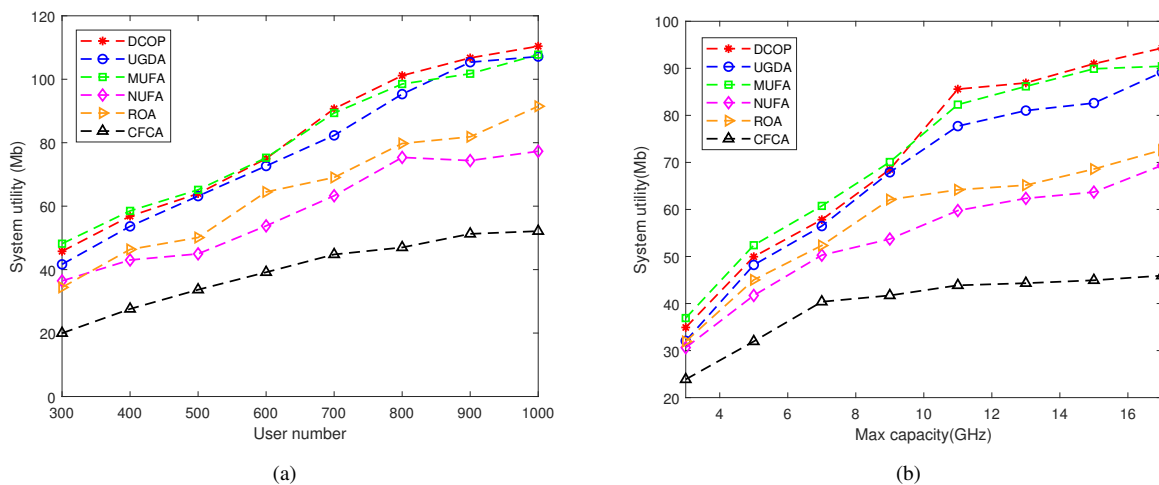 120
100
80
60
40
20
0
System utility (Mb)
DCOP
UGDA
MUFA
NUFA
ROA
CFCA
300 400 500 600 700 800 900 1000
User number
(a)
100
90
80
70
60
50
40
30
20
System utility(Mb)
DCOP
UGDA
MUFA
NUFA
ROA
CFCA
4 6 8 10 12 14 16
Max capacity(GHz)
(b)